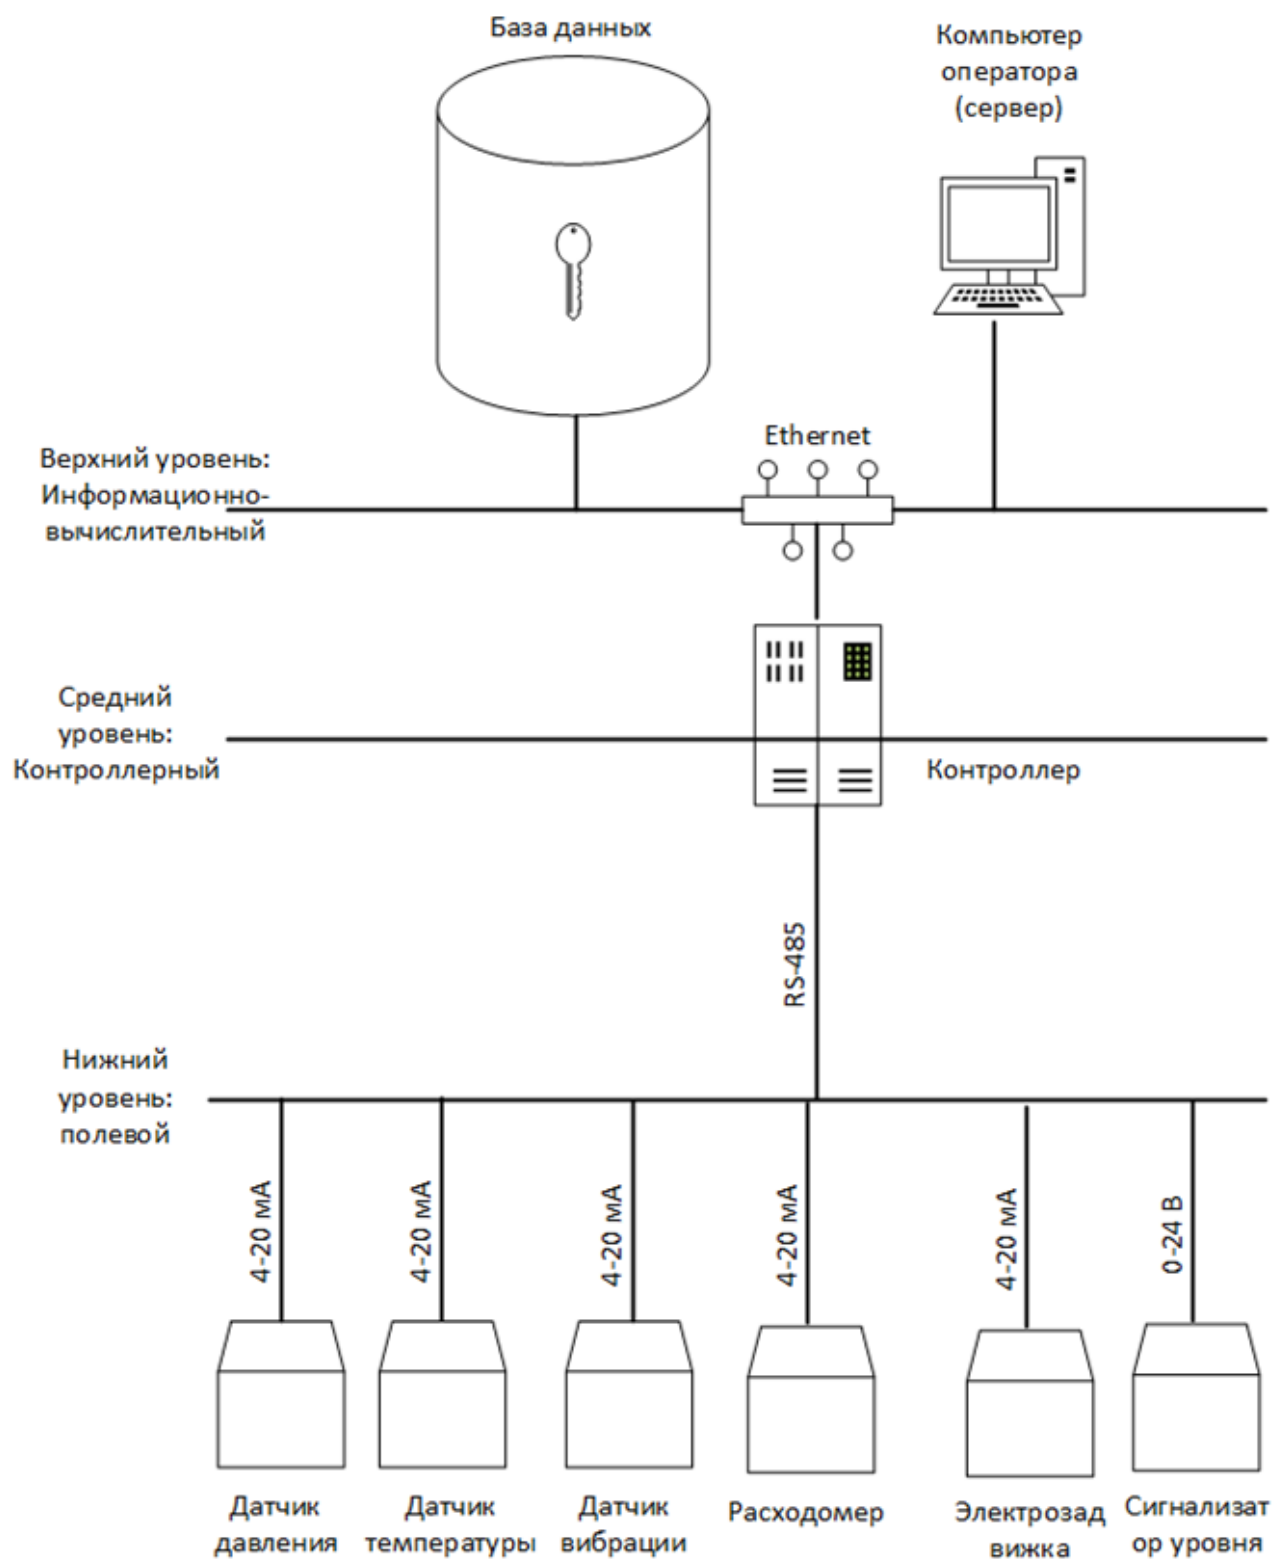 База данных
Компьютер
оператора
(сервер)
Ethernet
Верхний уровень:
Информационно-
вычислительный
Средний
уровень:
Контроллерный
Контроллер
RS-485
Нижний
уровень:
полевой
4-20 мА
4-20 мА
4-20 мА
4-20 мА
4-20 мА
0-24 В
Датчик
давления
Датчик
температуры
Датчик
вибрации
Расходомер
Электрозад
вижка
Сигнализат
ор уровня